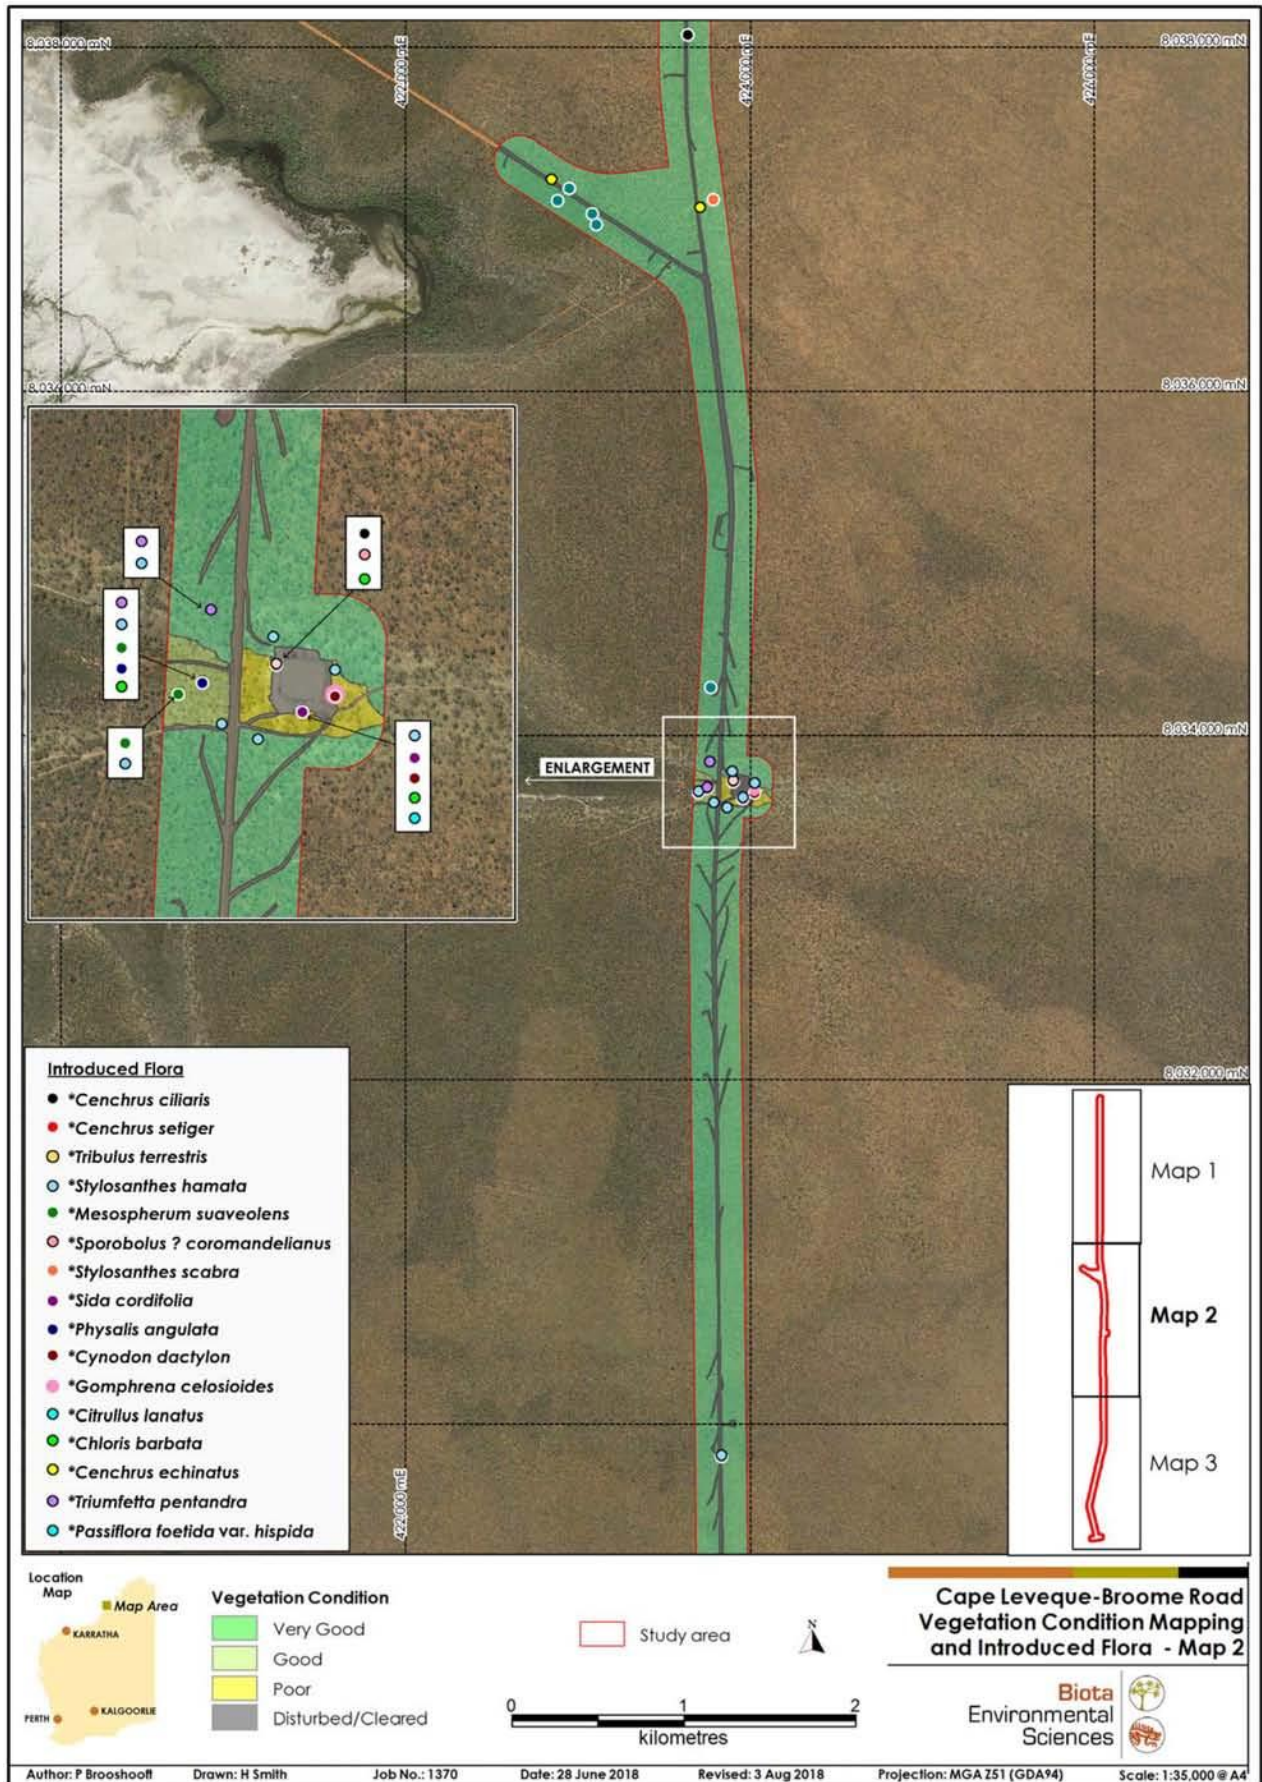 8.038.000 mN
422.000 mE
424.000 mE
426.000 mE
8.038.000 mN
8.036.000 mN
8.036.000 mN
8.034.000 mN
ENLARGEMENT
8.032.000 mN
422.000 mE
Introduced Flora
*Cenchrus ciliaris
*Cenchrus setiger
*Tribulus terrestris
*Stylosanthes hamata
*Mesospherum suaveolens
*Sporobolus ? coromandelianus
*Stylosanthes scabra
*Sida cordifolia
*Physalis angulata
*Cynodon dactylon
*Gomphrena celosioides
*Citrullus lanatus
*Chloris barbata
*Cenchrus echinatus
*Triumfetta pentandra
*Passiflora foetida var. hispida
Map 1
Map 2
Map 3
Location
Map
Map Area
KARRATHA
KALGOORLIE
PERTH
Vegetation Condition
Very Good
Good
Poor
Disturbed/Cleared
Study area
N
0 1 2
kilometres
Cape Leveque-Broome Road
Vegetation Condition Mapping
and Introduced Flora - Map 2
Biota
Environmental
Sciences
Author: P Brooshooft Drawn: H Smith Job No.: 1370 Date: 28 June 2018 Revised: 3 Aug 2018 Projection: MGA Z51 (GDA94) Scale: 1:35,000 @ A4